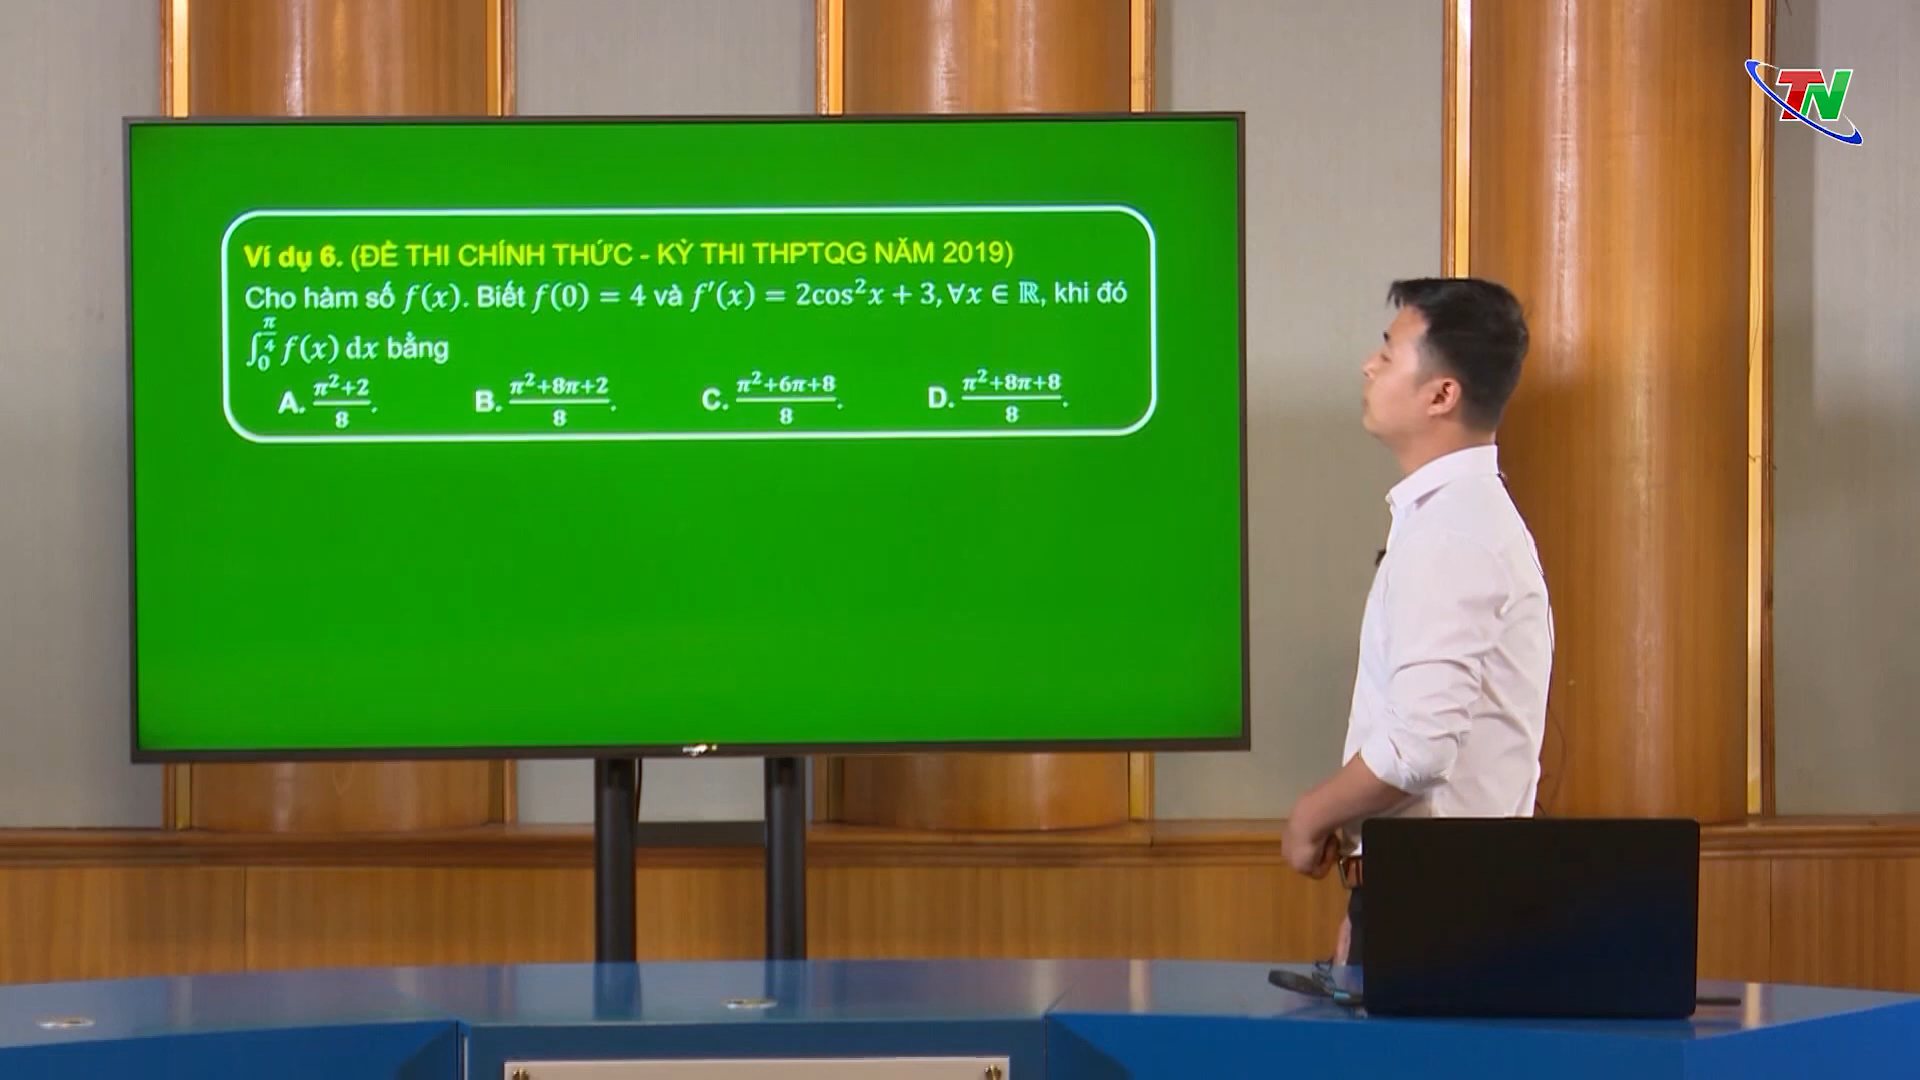 TN
Ví dụ 6. (ĐỀ THI CHÍNH THỨC - KỲ THI THPTQG NĂM 2019)
Cho hàm số f(x). Biết f(0) = 4 và f′(x) = 2cos²x + 3, ∀x ∈ ℝ, khi đó
∫₀^(π/4) f(x) dx bằng
A. (π²+2)/8. B. (π²+8π+2)/8. C. (π²+6π+8)/8. D. (π²+8π+8)/8.